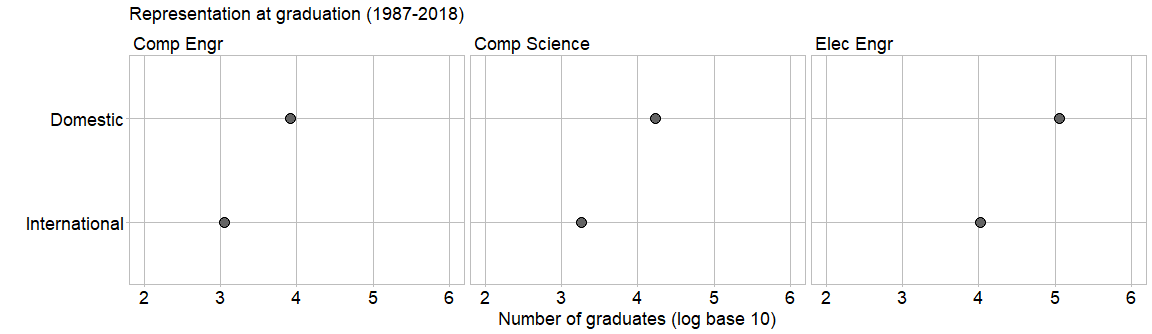 Representation at graduation (1987-2018)
Comp Engr
Comp Science
Elec Engr
Domestic
International
2 3 4 5 6
2 3 4 5 6
2 3 4 5 6
Number of graduates (log base 10)